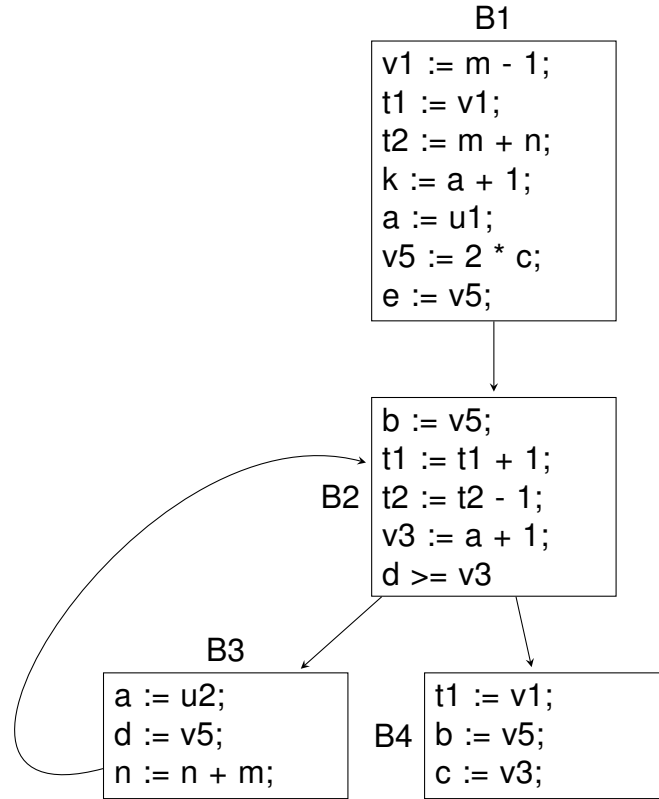 B1
v1 := m - 1;
t1 := v1;
t2 := m + n;
k := a + 1;
a := u1;
v5 := 2 * c;
e := v5;
B2
b := v5;
t1 := t1 + 1;
t2 := t2 - 1;
v3 := a + 1;
d >= v3
B3
a := u2;
d := v5;
n := n + m;
B4
t1 := v1;
b := v5;
c := v3;